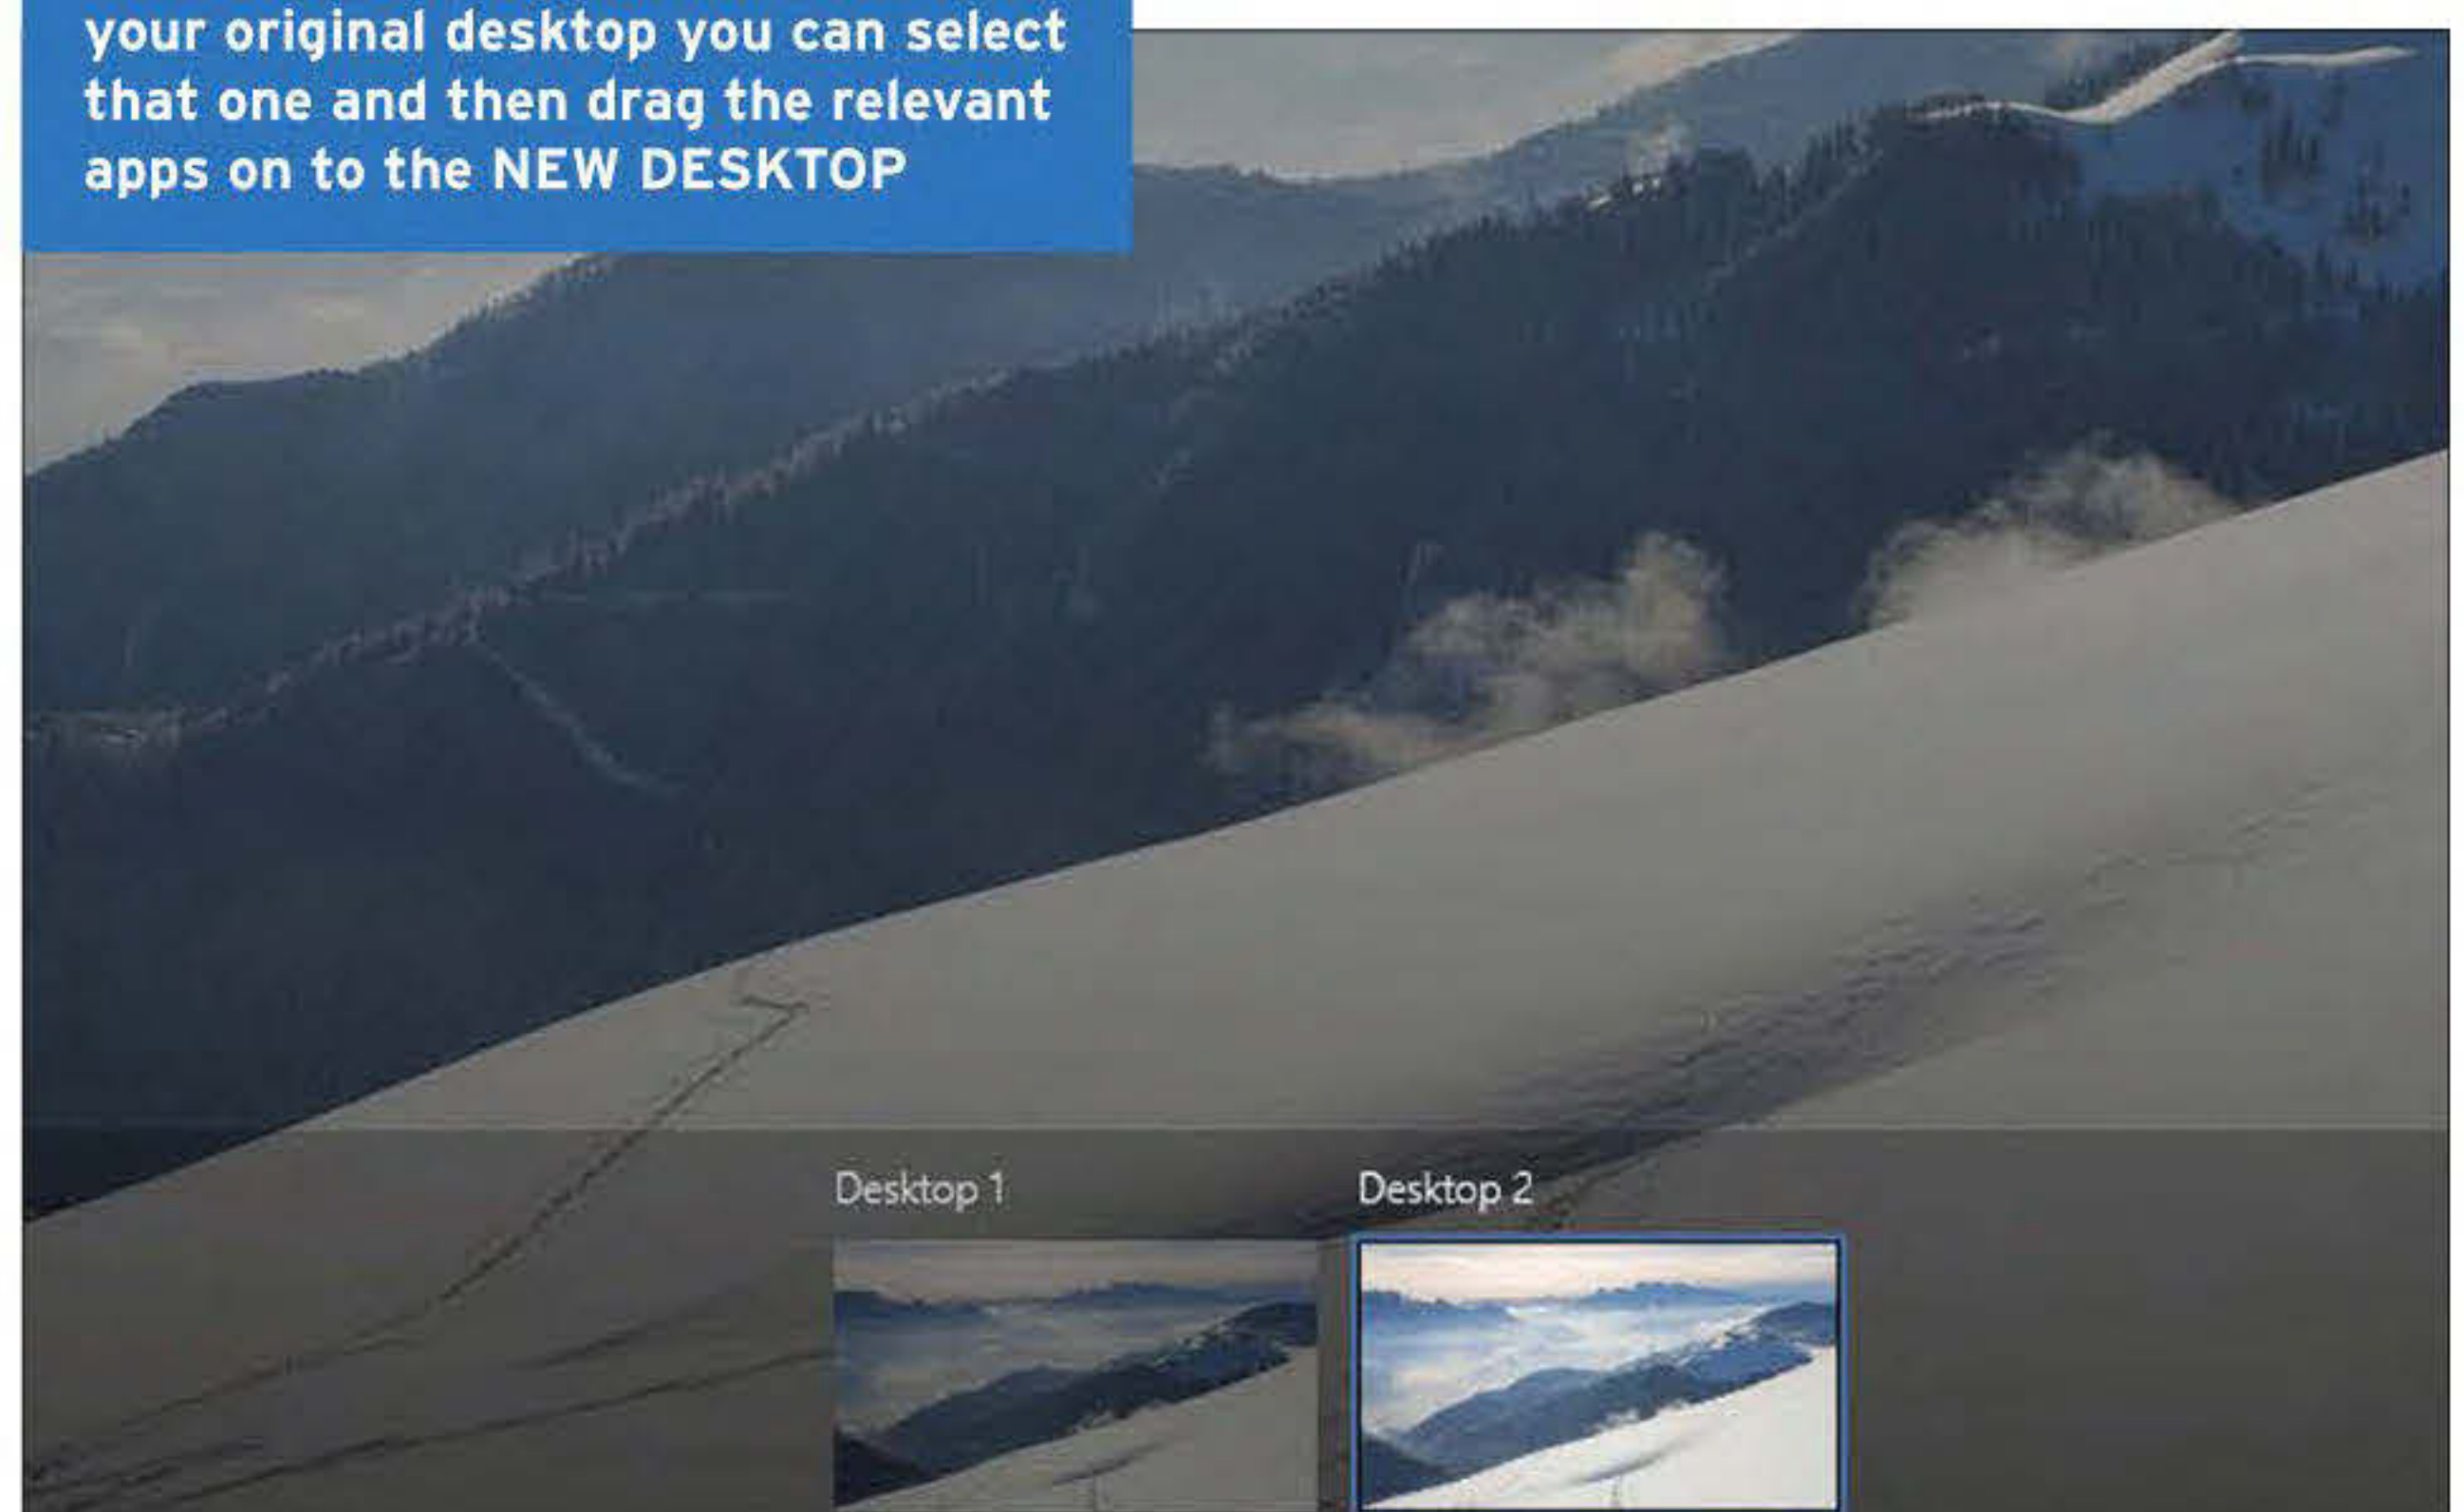 your original desktop you can select
that one and then drag the relevant
apps on to the NEW DESKTOP
Desktop 1
Desktop 2